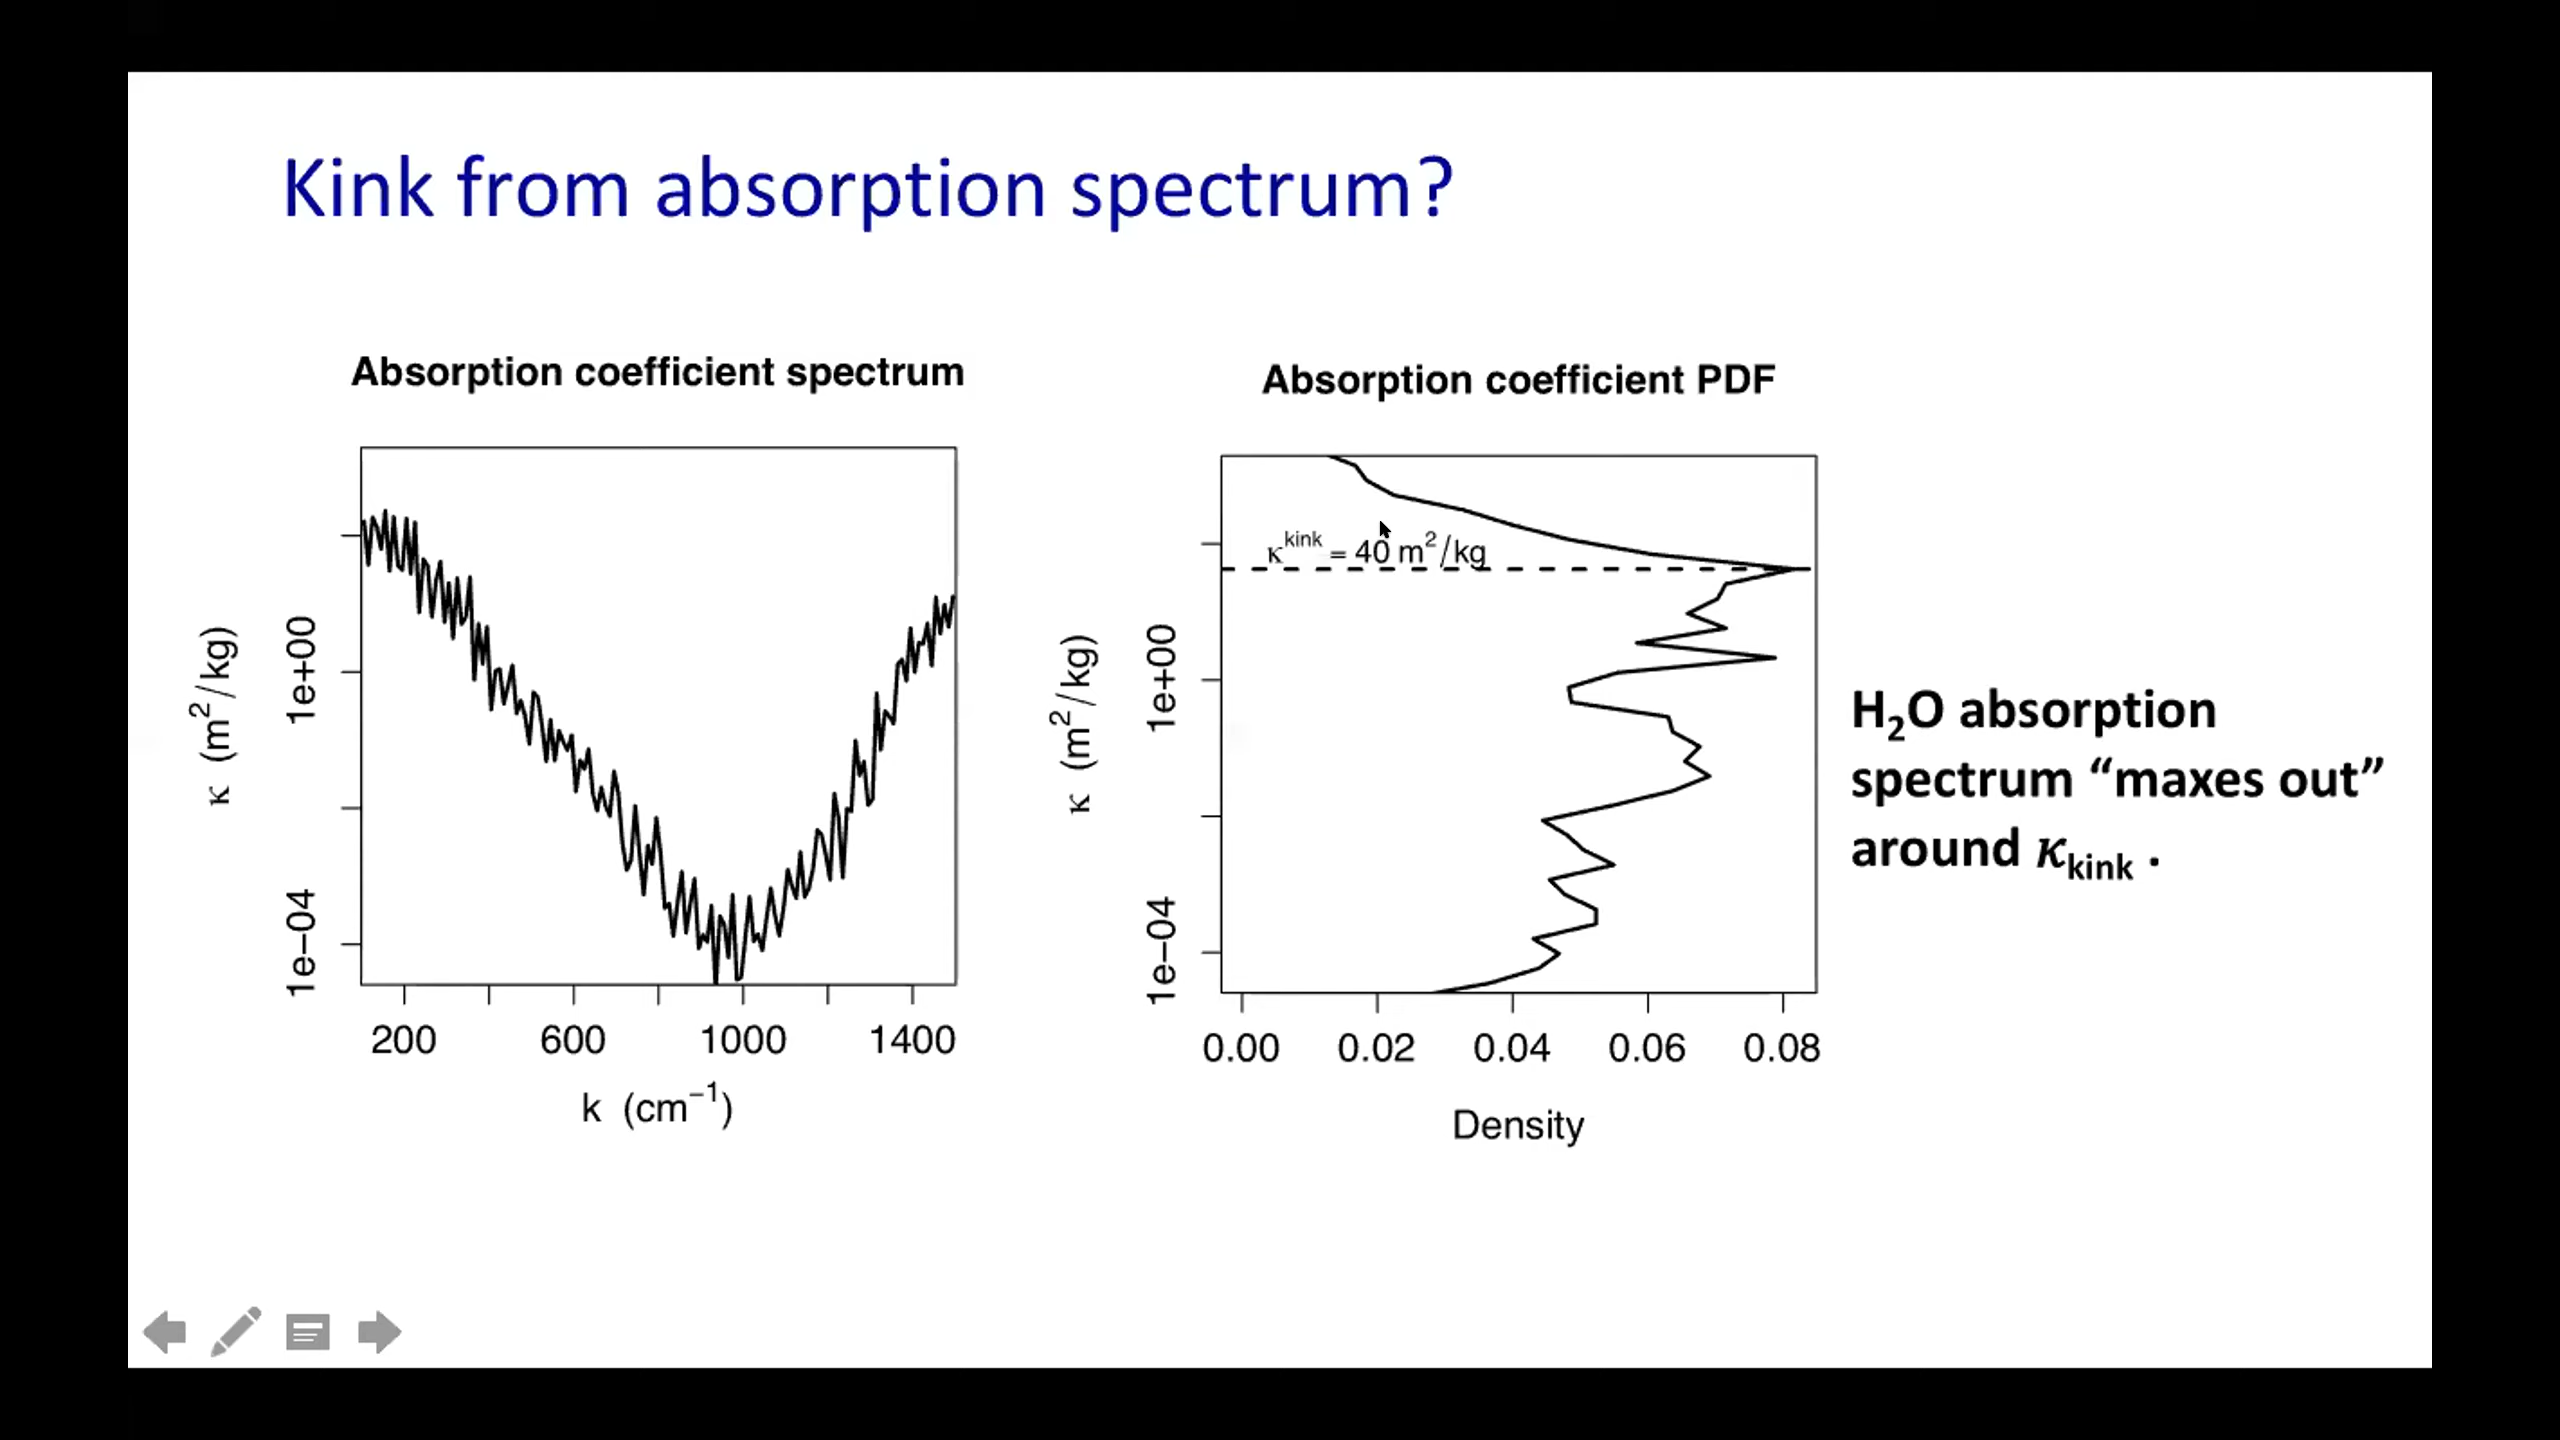 Kink from absorption spectrum?
Absorption coefficient spectrum
κ (m²/kg)
1e+00
1e−04
200 600 1000 1400
k (cm⁻¹)
Absorption coefficient PDF
κ^kink = 40 m²/kg
κ (m²/kg)
1e+00
1e−04
0.00 0.02 0.04 0.06 0.08
Density
H₂O absorption
spectrum “maxes out”
around κ_kink .